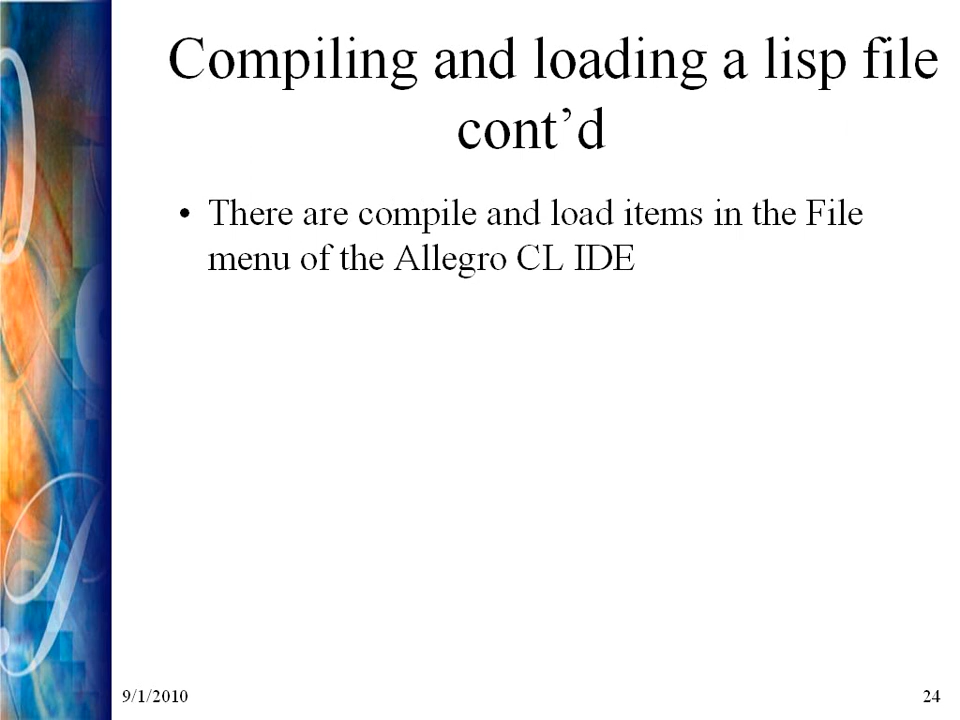 Compiling and loading a lisp file
cont’d
• There are compile and load items in the File
menu of the Allegro CL IDE
9/1/2010
24